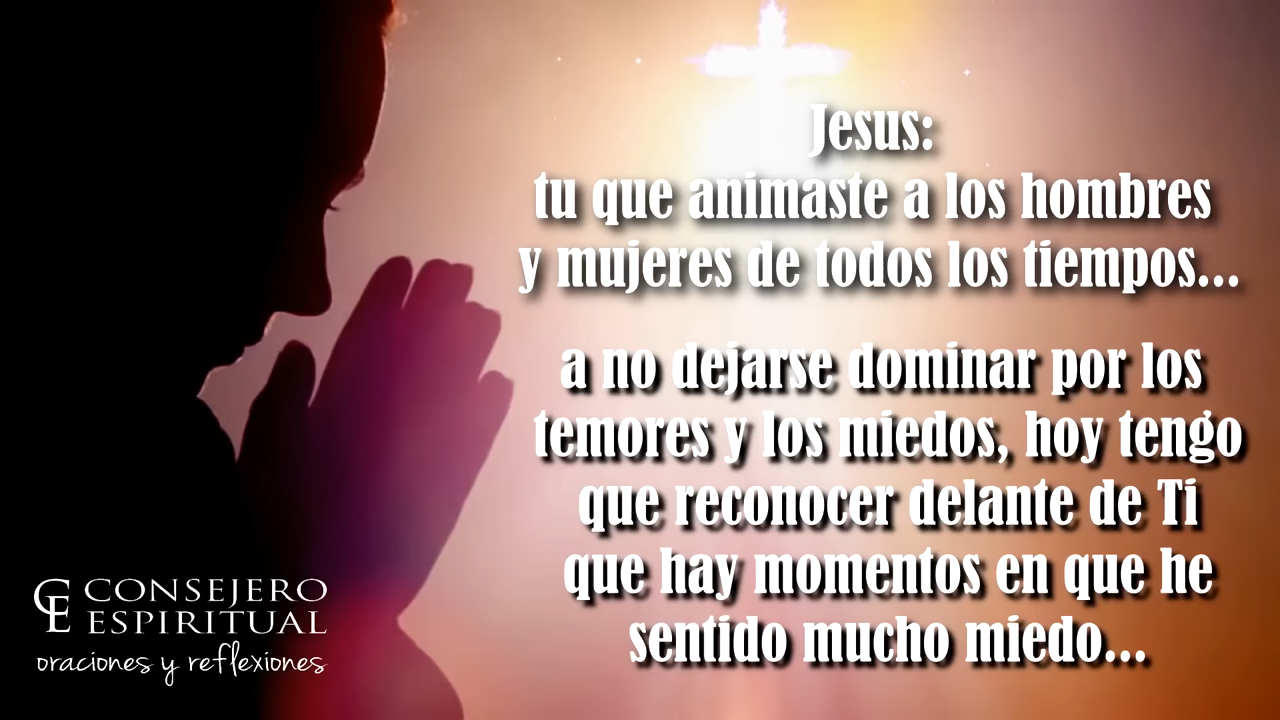 Jesus:
tu que animaste a los hombres
y mujeres de todos los tiempos...
a no dejarse dominar por los
temores y los miedos, hoy tengo
que reconocer delante de Ti
que hay momentos en que he
sentido mucho miedo...
CE CONSEJERO
ESPIRITUAL
oraciones y reflexiones